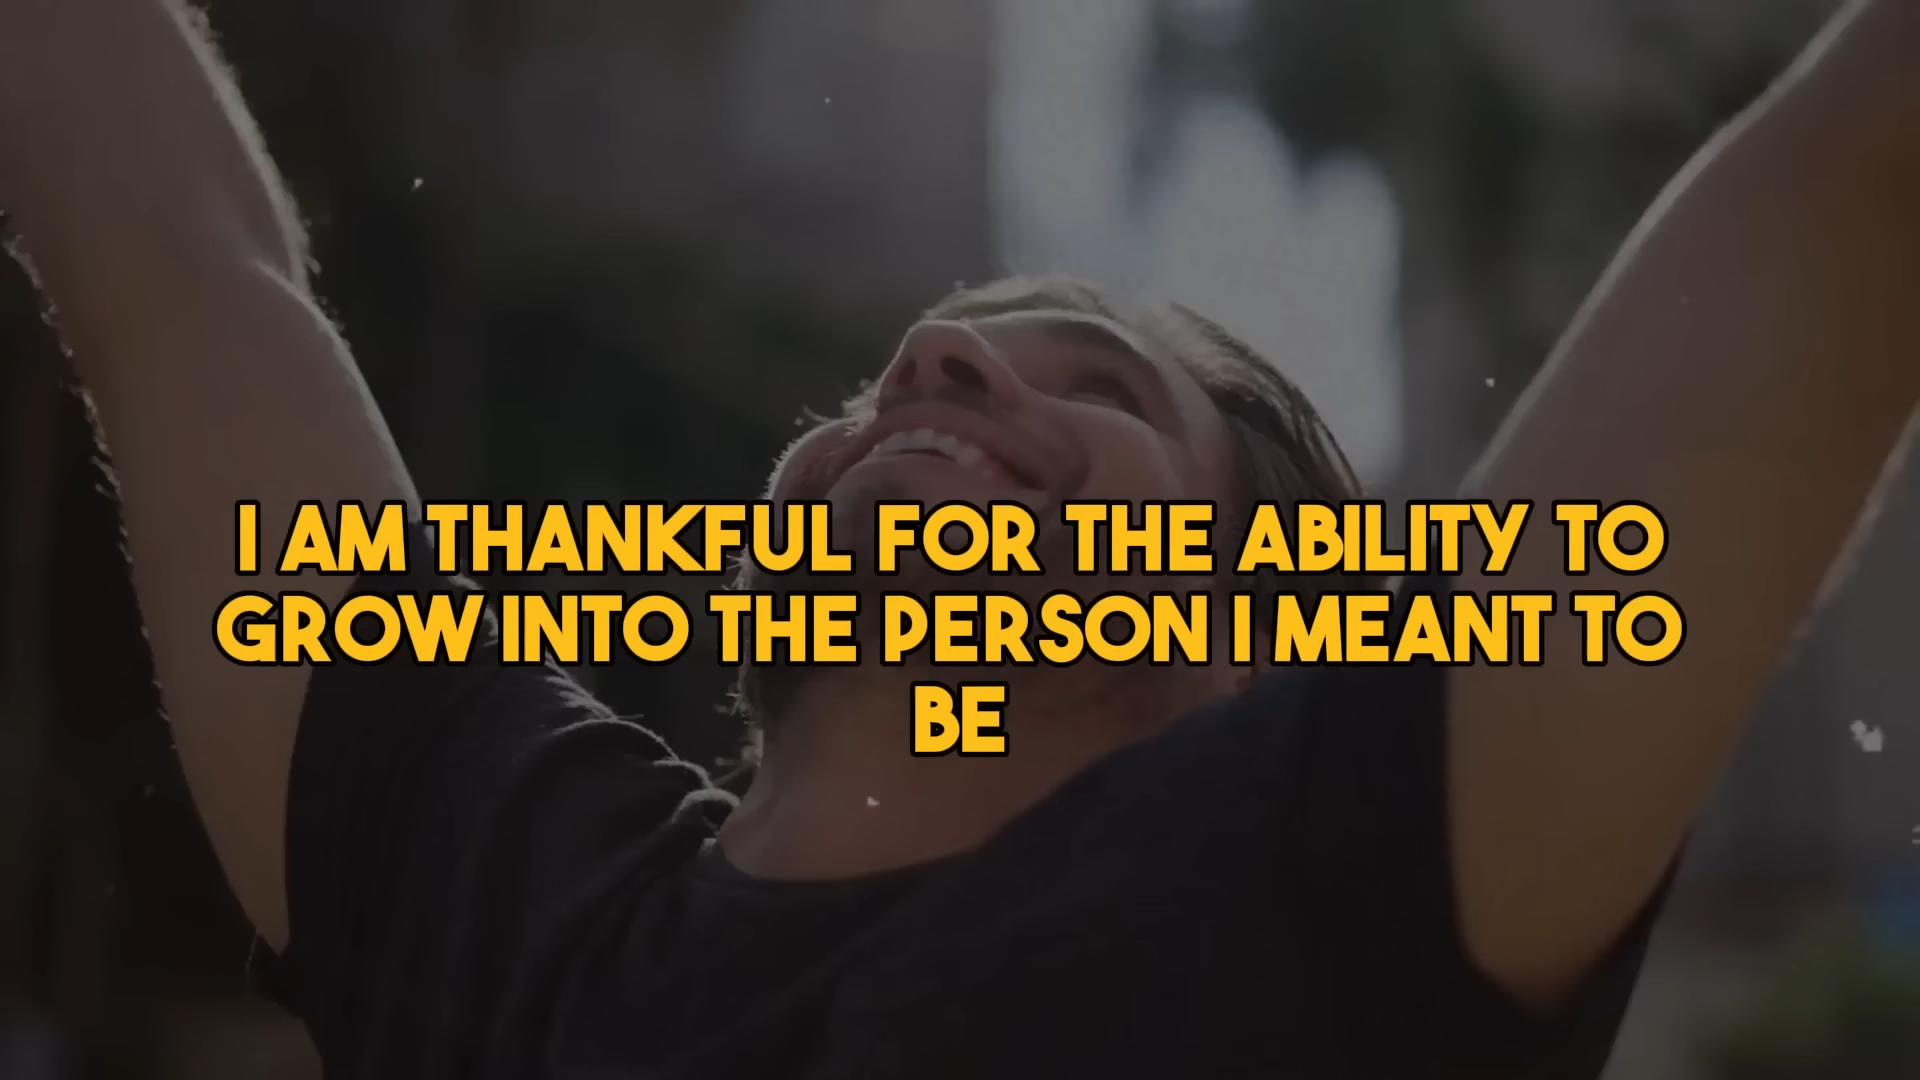 I AM THANKFUL FOR THE ABILITY TO
GROW INTO THE PERSON I MEANT TO
BE